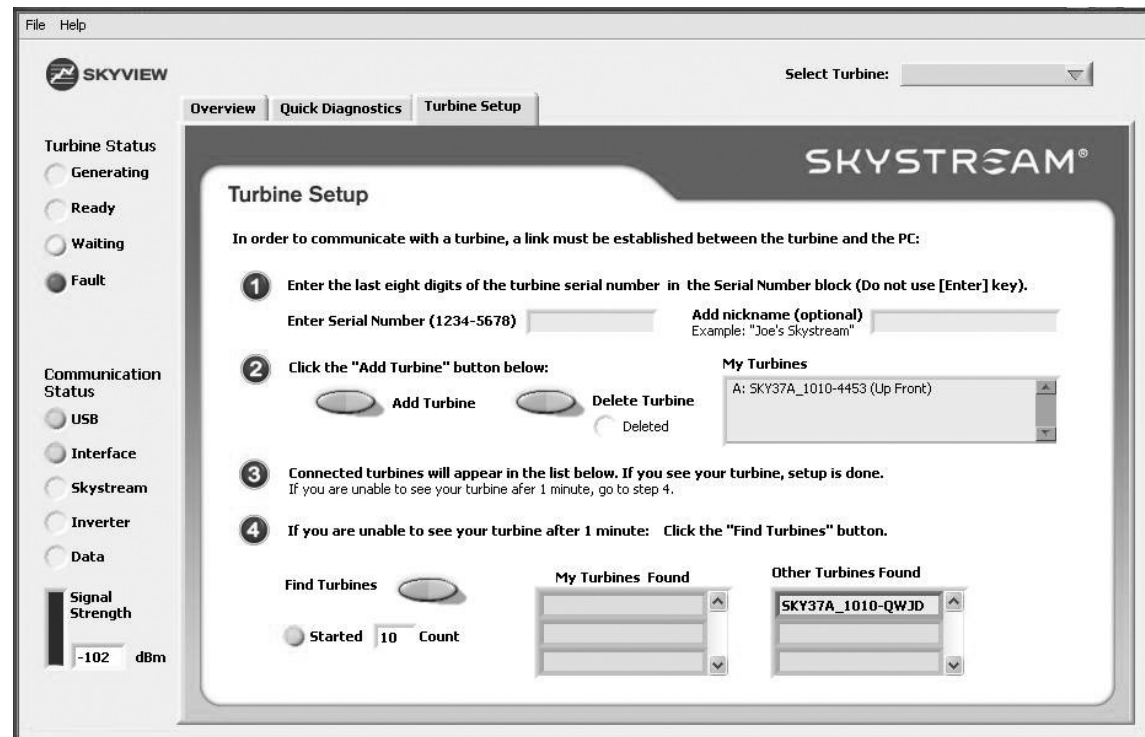 File Help
SKYVIEW
Select Turbine:
Overview Quick Diagnostics Turbine Setup
Turbine Status
Generating
Ready
Waiting
Fault
Communication
Status
USB
Interface
Skystream
Inverter
Data
Signal
Strength
-102 dBm
SKYSTREAM®
Turbine Setup
In order to communicate with a turbine, a link must be established between the turbine and the PC:
1 Enter the last eight digits of the turbine serial number in the Serial Number block (Do not use [Enter] key).
Enter Serial Number (1234-5678)
Add nickname (optional)
Example: "Joe's Skystream"
2 Click the "Add Turbine" button below:
Add Turbine
Delete Turbine
Deleted
My Turbines
A: SKY37A_1010-4453 (Up Front)
3 Connected turbines will appear in the list below. If you see your turbine, setup is done.
If you are unable to see your turbine afer 1 minute, go to step 4.
4 If you are unable to see your turbine after 1 minute: Click the "Find Turbines" button.
Find Turbines
Started 10 Count
My Turbines Found
Other Turbines Found
SKY37A_1010-QWJD